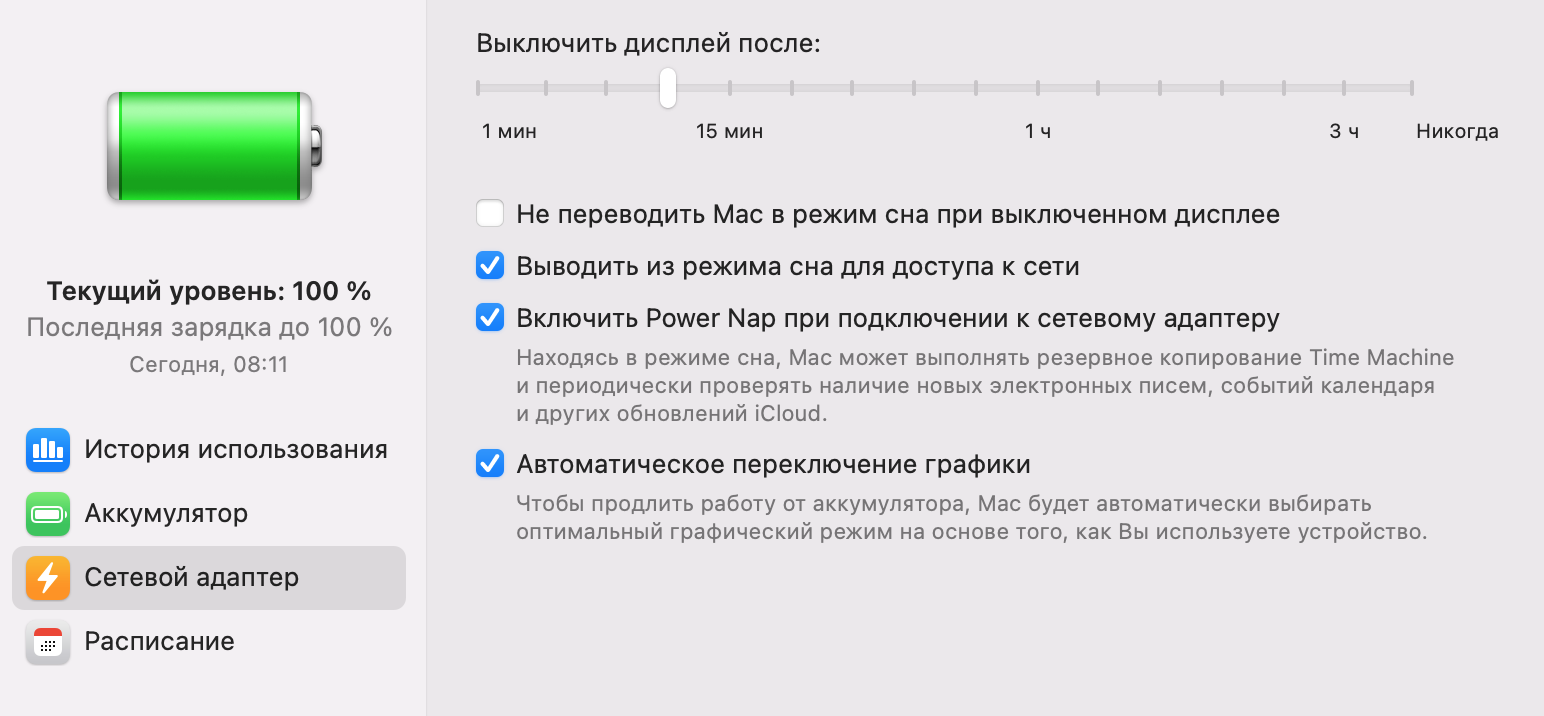 Выключить дисплей после:
1 мин
15 мин
1 ч
3 ч
Никогда
Не переводить Mac в режим сна при выключенном дисплее
Выводить из режима сна для доступа к сети
Включить Power Nap при подключении к сетевому адаптеру
Находясь в режиме сна, Mac может выполнять резервное копирование Time Machine
и периодически проверять наличие новых электронных писем, событий календаря
и других обновлений iCloud.
Автоматическое переключение графики
Чтобы продлить работу от аккумулятора, Mac будет автоматически выбирать
оптимальный графический режим на основе того, как Вы используете устройство.
Текущий уровень: 100 %
Последняя зарядка до 100 %
Сегодня, 08:11
История использования
Аккумулятор
Сетевой адаптер
Расписание